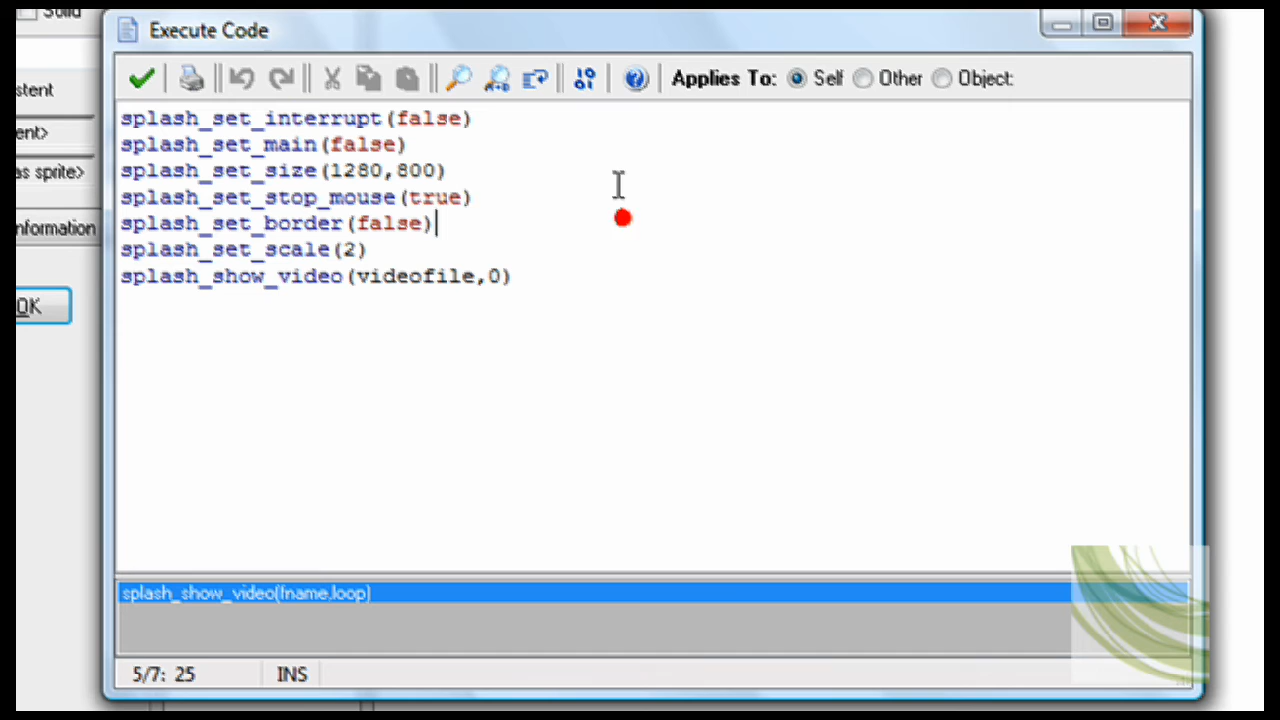 Solid
Execute Code
Applies To: Self Other Object:
stent
ent>
as sprite>
nformation
OK
splash_set_interrupt(false)
splash_set_main(false)
splash_set_size(1280,800)
splash_set_stop_mouse(true)
splash_set_border(false)
splash_set_scale(2)
splash_show_video(videofile,0)
splash_show_video(fname,loop)
5/7: 25 INS